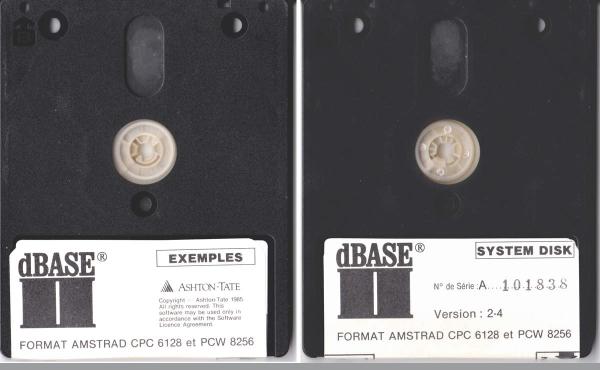 dBASE®
II
EXEMPLES
ASHTON·TATE
Copyright — Ashton-Tate 1985
All rights reserved. This
software may be used only in
accordance with the Software
Licence Agreement.
FORMAT AMSTRAD CPC 6128 et PCW 8256
dBASE®
II
SYSTEM DISK
N° de Série : A 101838
Version : 2-4
FORMAT AMSTRAD CPC 6128 et PCW 8256